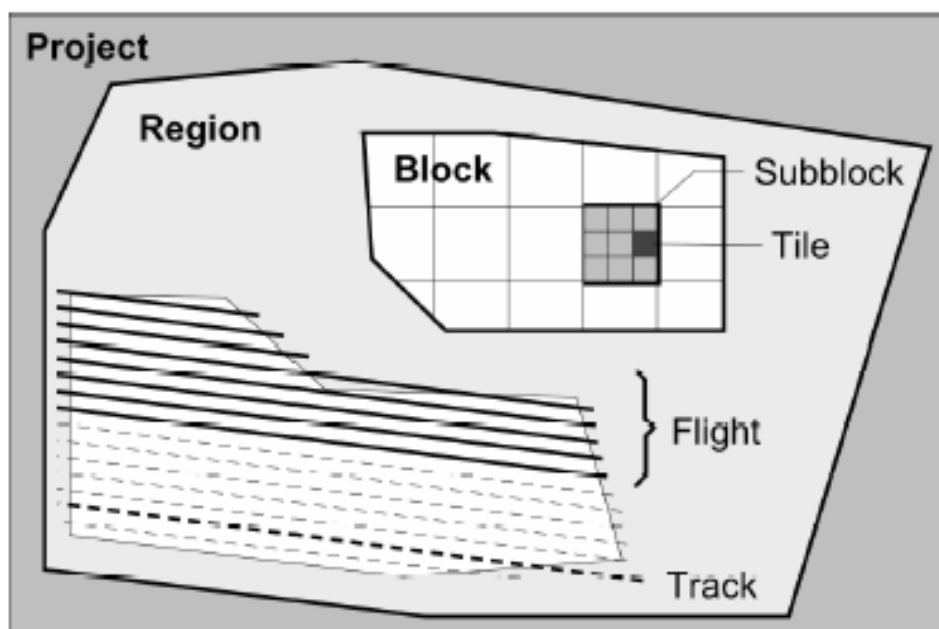 Project
Region
Block
Subblock
Tile
Flight
Track